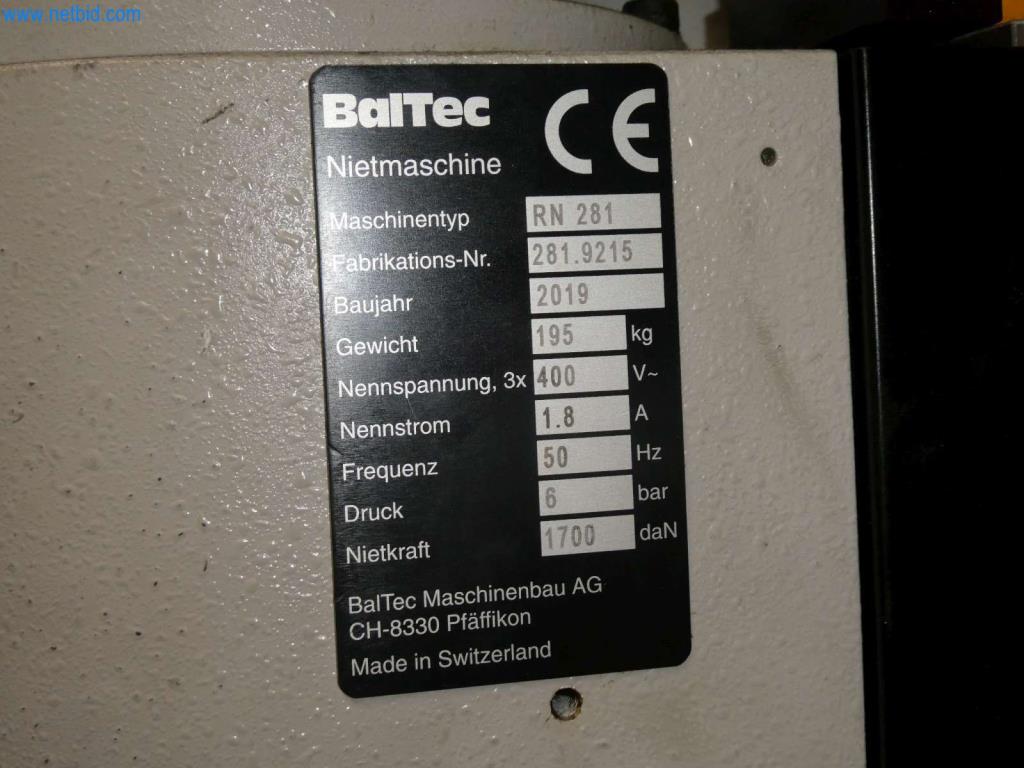 www.netbid.com
BalTec CE
Nietmaschine
Maschinentyp RN 281
Fabrikations-Nr. 281.9215
Baujahr 2019
Gewicht 195 kg
Nennspannung, 3x 400 V~
Nennstrom 1.8 A
Frequenz 50 Hz
Druck 6 bar
Nietkraft 1700 daN
BalTec Maschinenbau AG
CH-8330 Pfäffikon
Made in Switzerland